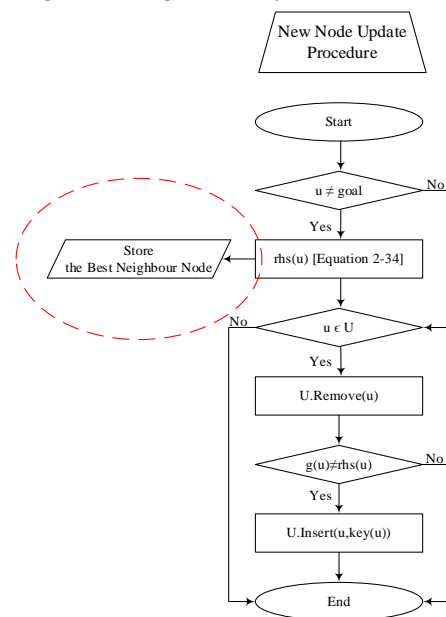 New Node Update
Procedure
Start
u ≠ goal
No
Yes
Store
the Best Neighbour Node
rhs(u) [Equation 2-34]
No
u ϵ U
Yes
U.Remove(u)
g(u)≠rhs(u)
No
Yes
U.Insert(u,key(u))
End